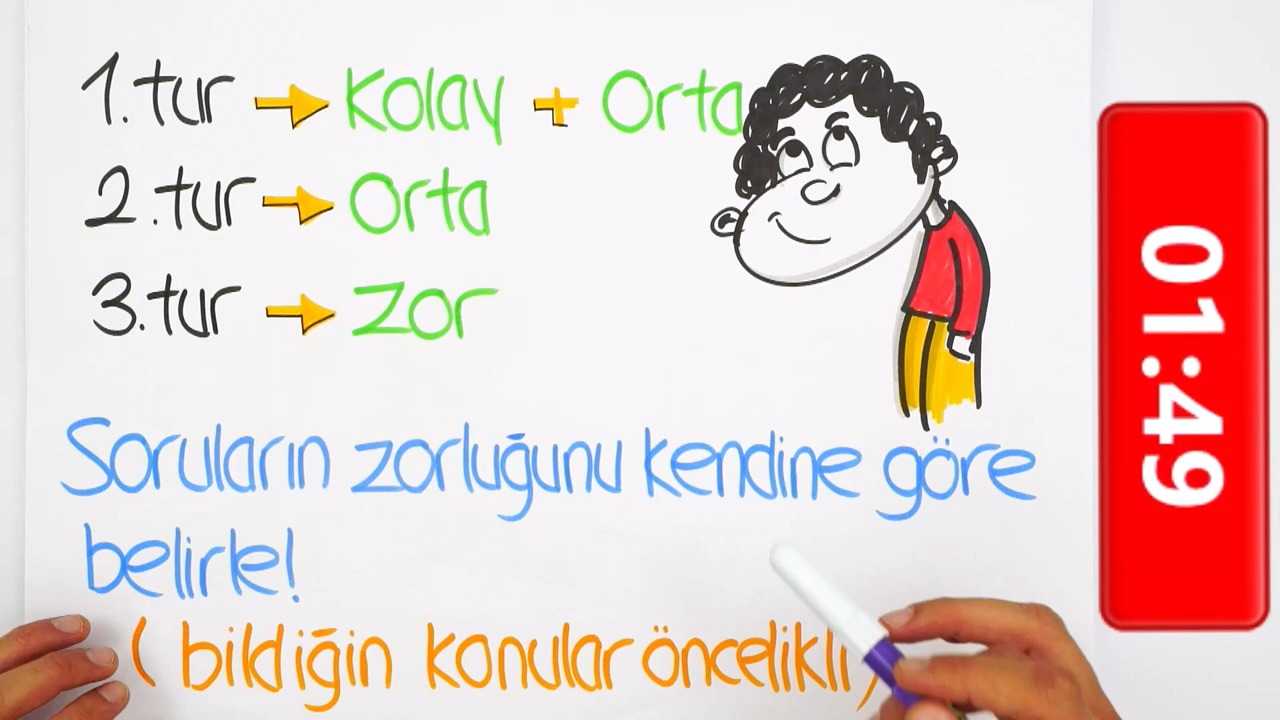 1.tur → Kolay + Orta
2.tur → Orta
3.tur → Zor
Soruların zorluğunu kendine göre
belirle!
( bildiğin konular öncelikli)
01:49